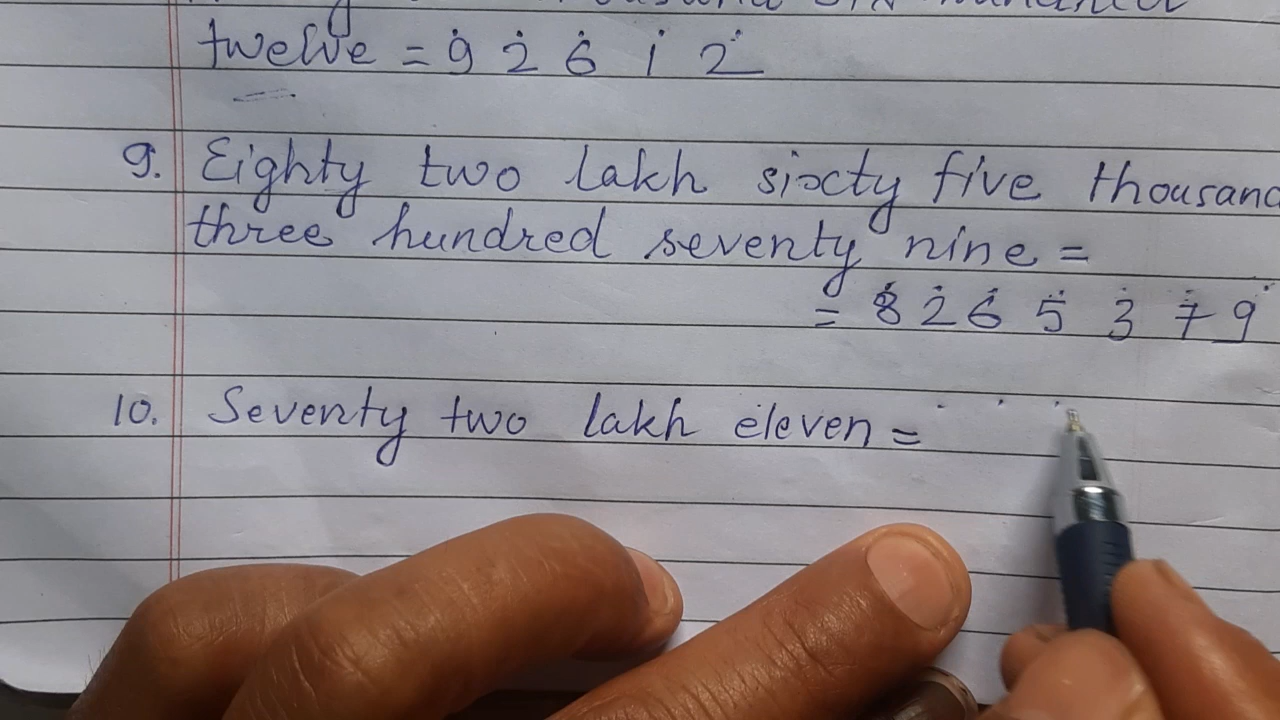 twelve = 9 2 6 1 2
9. Eighty two lakh sixty five thousand
three hundred seventy nine =
= 8 2 6 5 3 7 9
10. Seventy two lakh eleven =